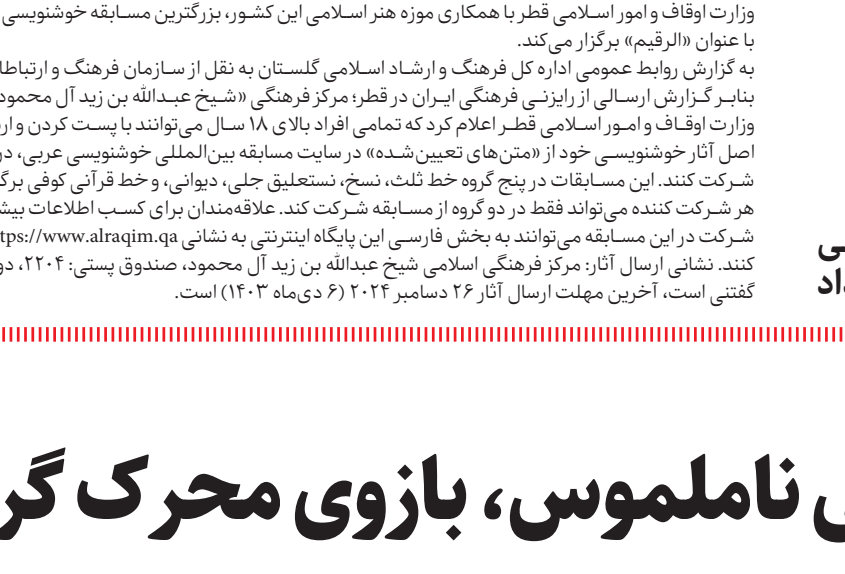 وزارت اوقاف و امور اسلامی قطر با همکاری موزه هنر اسلامی این کشور، بزرگترین مسابقه خوشنویسی
با عنوان «الرقیم» برگزار می‌کند.
به گزارش روابط عمومی اداره کل فرهنگ و ارشاد اسلامی گلستان به نقل از سازمان فرهنگ و
بنابر گزارش ارسالی از رایزنی فرهنگی ایران در قطر؛ مرکز فرهنگی «شیخ عبدالله بن زید آل محمود
وزارت اوقاف و امور اسلامی قطر اعلام کرد که تمامی افراد بالای ۱۸ سال می‌توانند با پست کردن و
اصل آثار خوشنویسی خود از «متن‌های تعیین‌شده» در سایت مسابقه بین‌المللی خوشنویسی عربی، در
شرکت کنند. این مسابقات در پنج گروه خط ثلث، نسخ، نستعلیق جلی، دیوانی، و خط قرآنی کوفی
هر شرکت کننده می‌تواند فقط در دو گروه از مسابقه شرکت کند. علاقه‌مندان برای کسب اطلاعات
شرکت در این مسابقه می‌توانند به بخش فارسی این پایگاه اینترنتی به نشانی tps://www.alraqim.qa
کنند. نشانی ارسال آثار: مرکز فرهنگی اسلامی شیخ عبدالله بن زید آل محمود، صندوق پستی: ۲۲۰۴،
گفتنی است، آخرین مهلت ارسال آثار ۲۶ دسامبر ۲۰۲۴ (۶ دی‌ماه ۱۴۰۳) است.
ناملموس، بازوی محرک